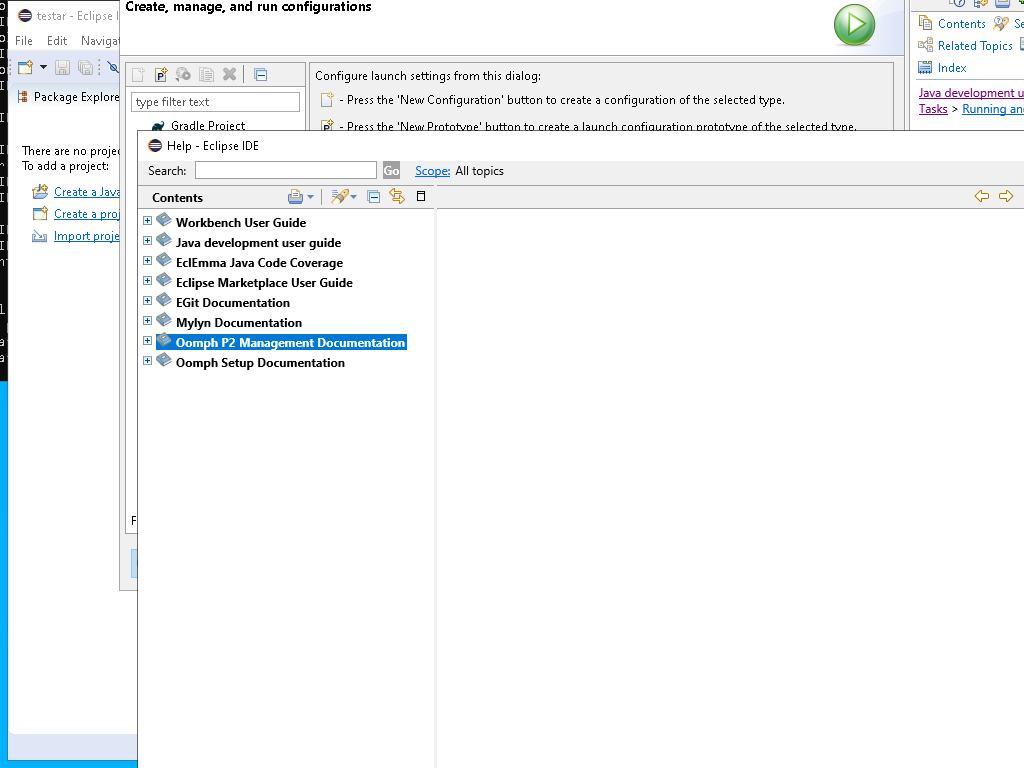 testar - Eclipse I
Create, manage, and run configurations
File Edit Navigat
Package Explore
type filter text
Gradle Project
Configure launch settings from this dialog:
- Press the 'New Configuration' button to create a configuration of the selected type.
- Press the 'New Prototype' button to create a launch configuration prototype of the selected type.
Contents Se
Related Topics
Index
Java development u
Tasks > Running and
There are no projec
To add a project:
Create a Java
Create a proj
Import proje
Help - Eclipse IDE
Search: Go Scope: All topics
Contents
Workbench User Guide
Java development user guide
EclEmma Java Code Coverage
Eclipse Marketplace User Guide
EGit Documentation
Mylyn Documentation
Oomph P2 Management Documentation
Oomph Setup Documentation
F